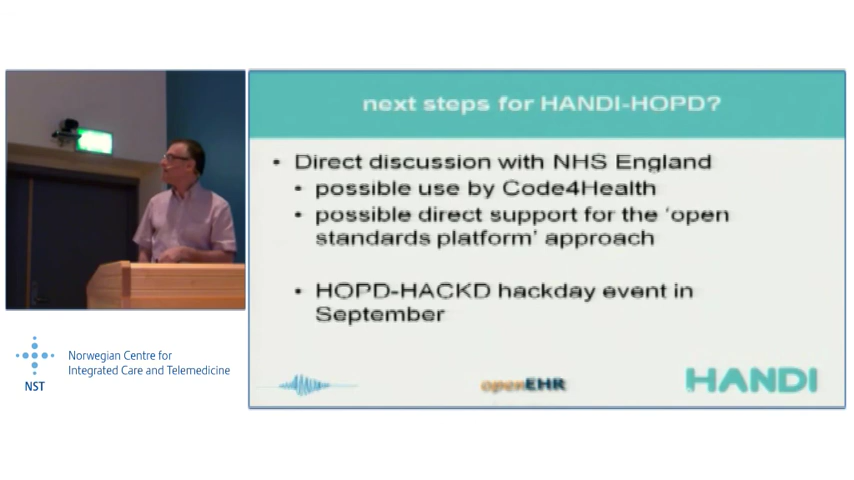 next steps for HANDI-HOPD?
• Direct discussion with NHS England
• possible use by Code4Health
• possible direct support for the ‘open
standards platform’ approach
• HOPD-HACKD hackday event in
September
openEHR
HANDI
NST
Norwegian Centre for
Integrated Care and Telemedicine